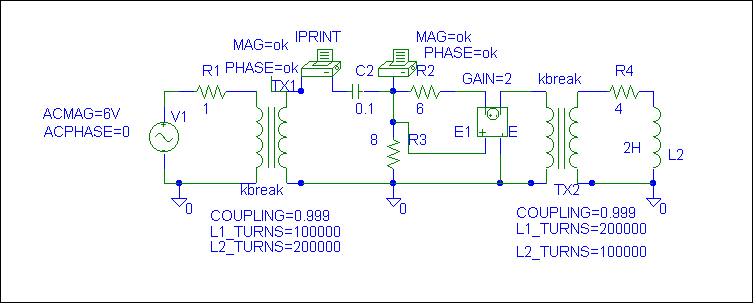 IPRINT
MAG=ok
MAG=ok
PHASE=ok
R1
PHASE=ok
C2
R2
GAIN=2
kbreak
R4
TX1
ACMAG=6V
V1
1
0.1
6
4
ACPHASE=0
8
R3
E1
E
2H
L2
kbreak
TX2
0
0
0
COUPLING=0.999
L1_TURNS=100000
L2_TURNS=200000
COUPLING=0.999
L1_TURNS=200000
L2_TURNS=100000